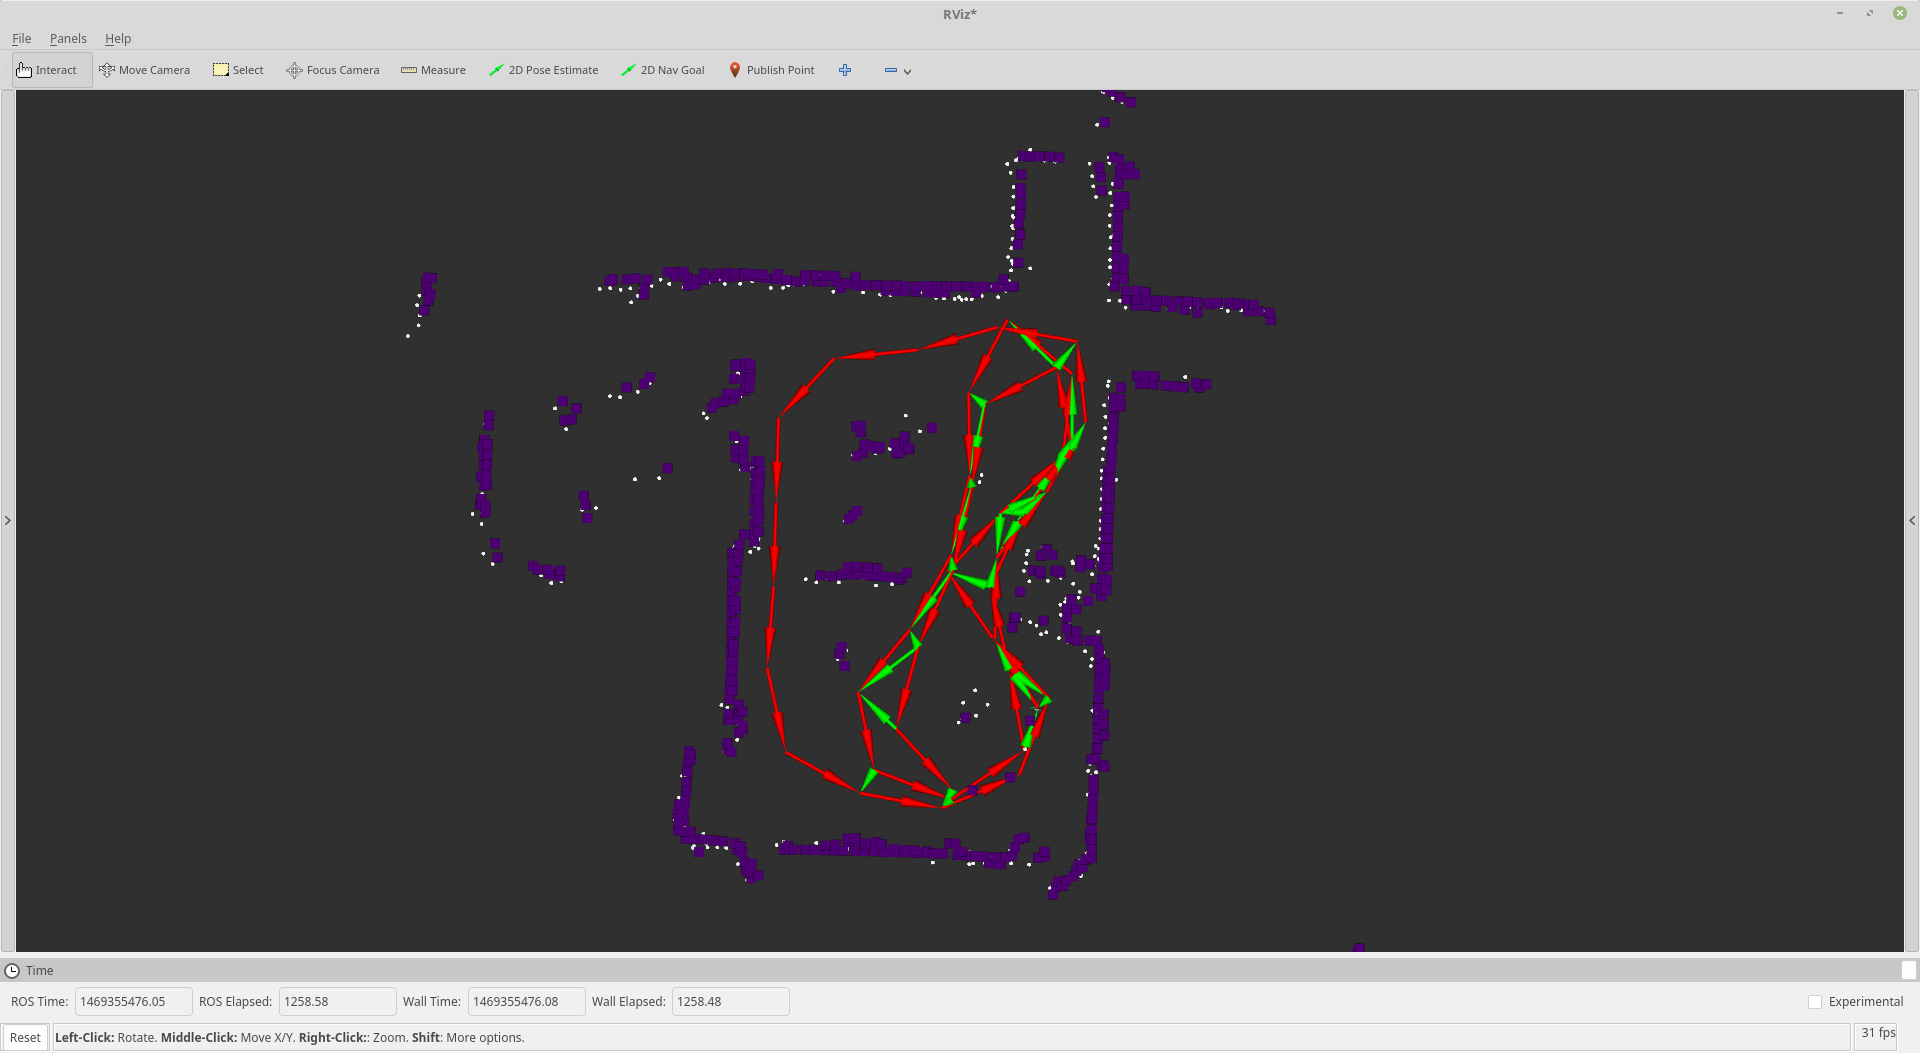 RViz*
File Panels Help
Interact Move Camera Select Focus Camera Measure 2D Pose Estimate 2D Nav Goal Publish Point
Time
ROS Time: 1469355476.05 ROS Elapsed: 1258.58 Wall Time: 1469355476.08 Wall Elapsed: 1258.48 Experimental
Reset Left-Click: Rotate. Middle-Click: Move X/Y. Right-Click:: Zoom. Shift: More options. 31 fps